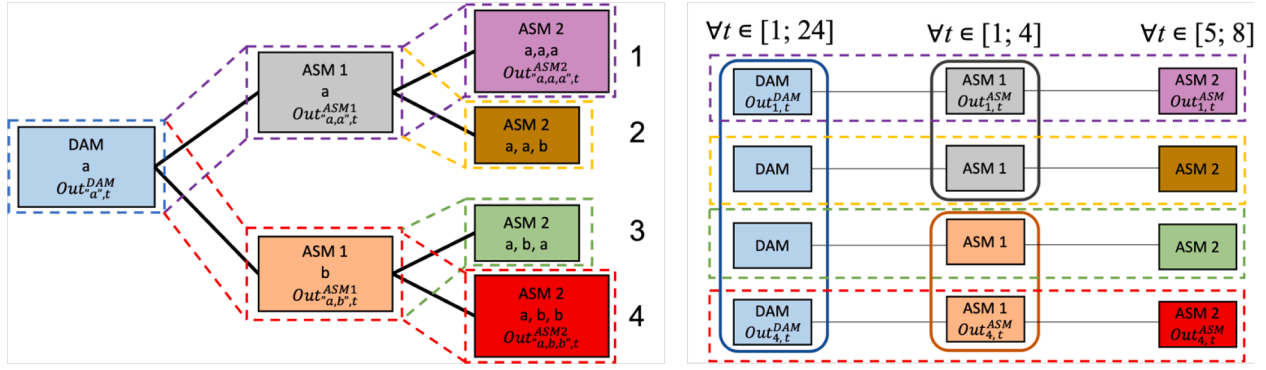 DAM
a
Out^{DAM}_{"a",t}
ASM 1
a
Out^{ASM1}_{"a,a",t}
ASM 1
b
Out^{ASM1}_{"a,b",t}
ASM 2
a,a,a
Out^{ASM2}_{"a,a,a",t}
1
ASM 2
a, a, b
2
ASM 2
a, b, a
3
ASM 2
a, b, b
Out^{ASM2}_{"a,b,b",t}
4
∀t ∈ [1; 24] ∀t ∈ [1; 4] ∀t ∈ [5; 8]
DAM
Out^{DAM}_{1, t}
ASM 1
Out^{ASM}_{1, t}
ASM 2
Out^{ASM}_{1, t}
DAM
ASM 1
ASM 2
DAM
ASM 1
ASM 2
DAM
Out^{DAM}_{4, t}
ASM 1
Out^{ASM}_{4, t}
ASM 2
Out^{ASM}_{4, t}